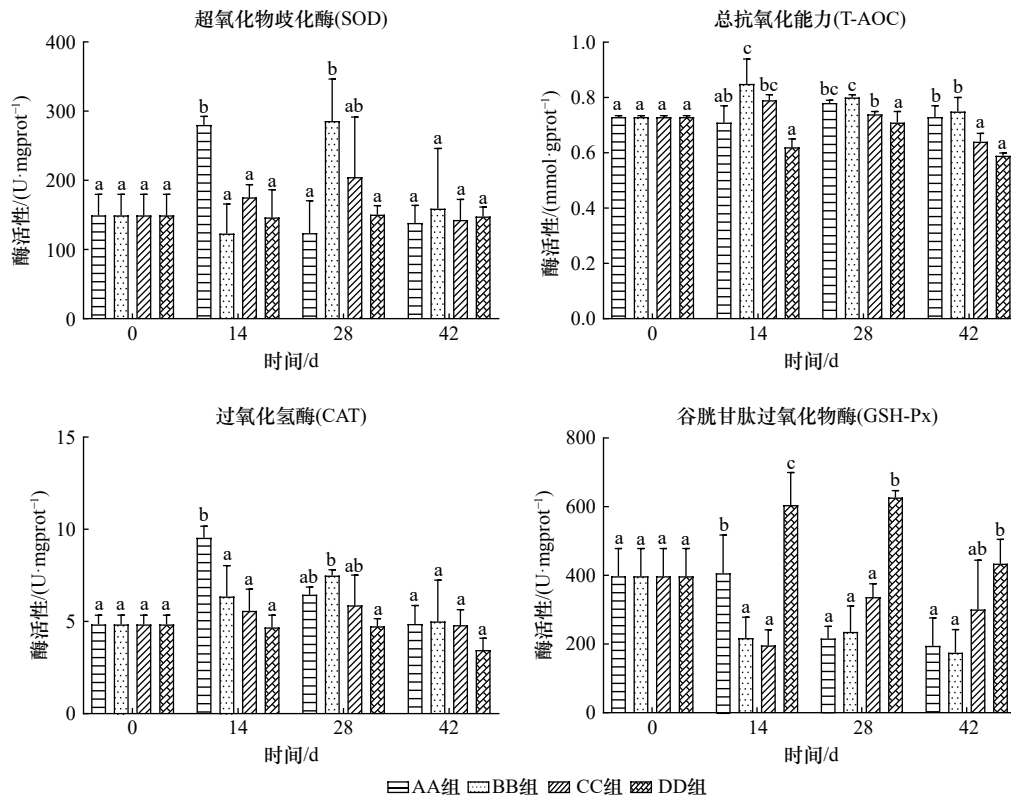 超氧化物歧化酶(SOD)
酶活性/(U·mgprot⁻¹)
400
300
200
100
0
a a a a
b a a a
a b ab a
a a a a
0 14 28 42
时间/d
总抗氧化能力(T-AOC)
酶活性/(mmol·gprot⁻¹)
1.0
0.8
0.6
0.4
0.2
0.0
a a a a
ab c bc a
bc c b a
b b a a
0 14 28 42
时间/d
过氧化氢酶(CAT)
酶活性/(U·mgprot⁻¹)
15
10
5
0
a a a a
b a a a
ab b ab a
a a a a
0 14 28 42
时间/d
谷胱甘肽过氧化物酶(GSH-Px)
酶活性/(U·mgprot⁻¹)
800
600
400
200
0
a a a a
b a a c
a a a b
a a ab b
0 14 28 42
时间/d
AA组 BB组 CC组 DD组